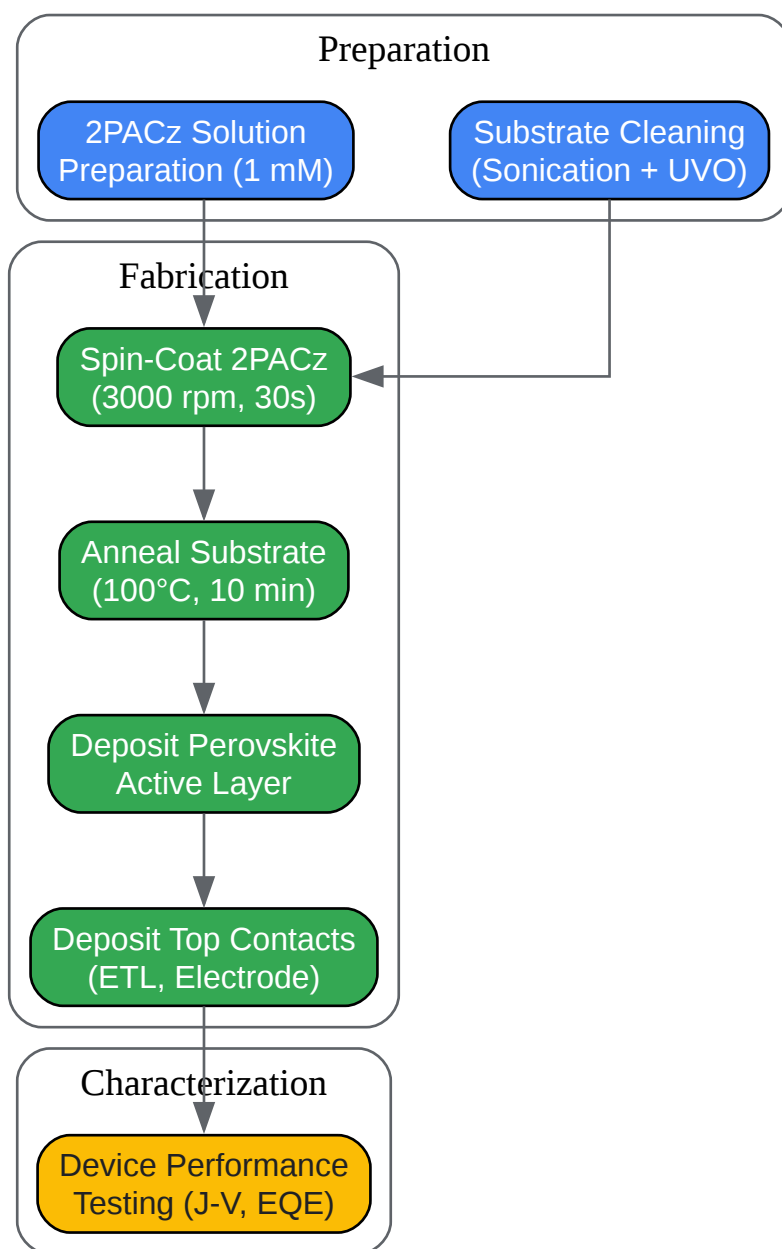 Preparation
2PACz Solution
Preparation (1 mM)
Substrate Cleaning
(Sonication + UVO)
Fabrication
Spin-Coat 2PACz
(3000 rpm, 30s)
Anneal Substrate
(100°C, 10 min)
Deposit Perovskite
Active Layer
Deposit Top Contacts
(ETL, Electrode)
Characterization
Device Performance
Testing (J-V, EQE)